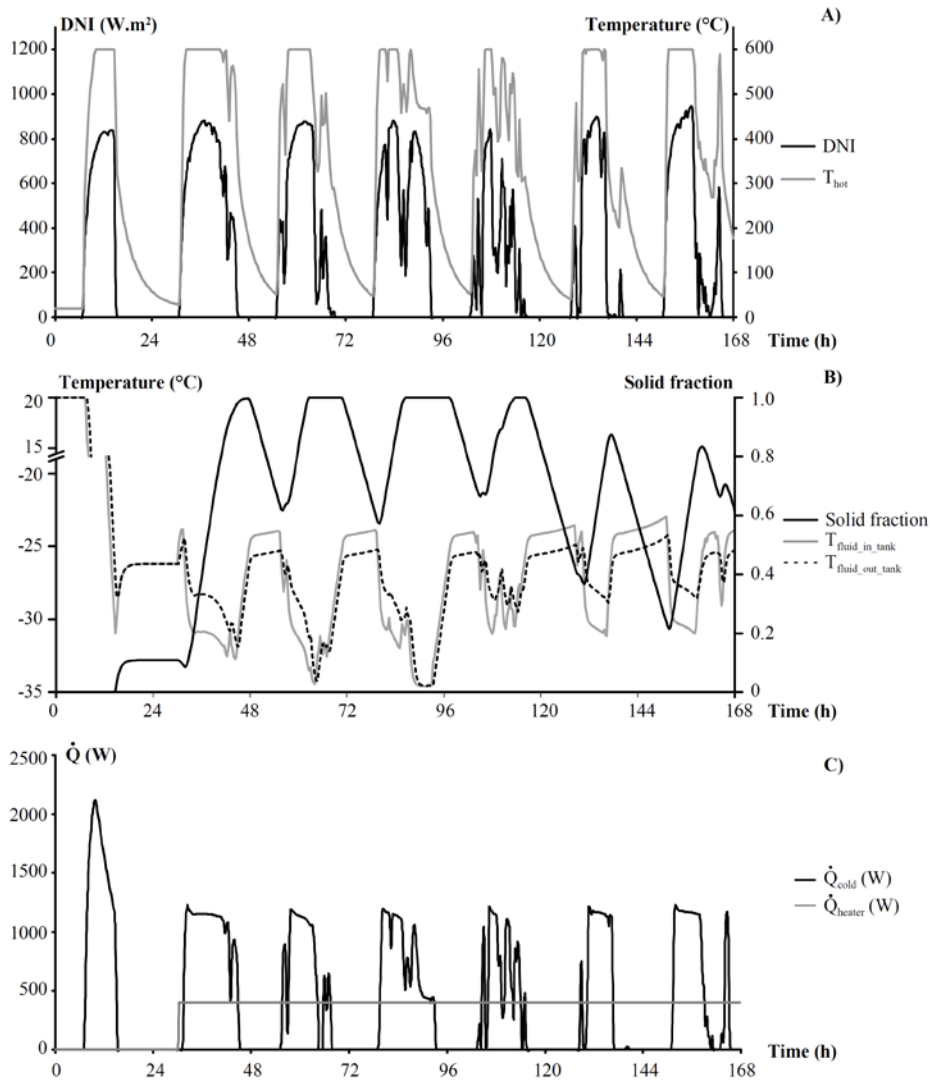 DNI (W.m²) Temperature (°C) A)
1200 600
1000 500
800 400
600 300
400 200
200 100
0 0
DNI
T_hot
0 24 48 72 96 120 144 168 Time (h)
Temperature (°C) Solid fraction B)
20 1.0
15
0.8
-20
0.6
-25
0.4
-30
0.2
-35 0
Solid fraction
T_fluid_in_tank
T_fluid_out_tank
0 24 48 72 96 120 144 168 Time (h)
Q̇ (W) C)
2500
2000
1500
1000
500
0
Q̇_cold (W)
Q̇_heater (W)
0 24 48 72 96 120 144 168 Time (h)